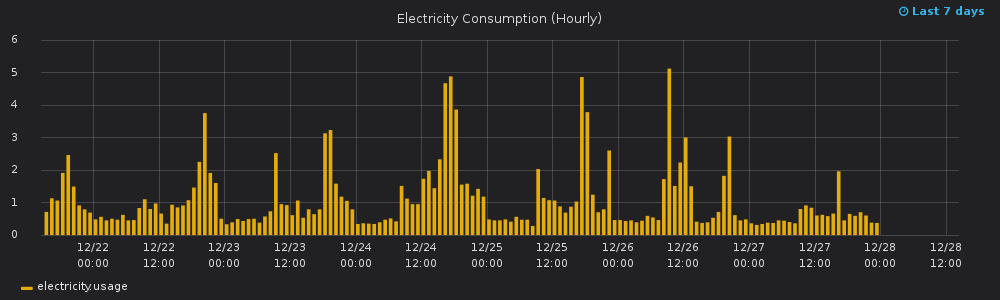 Electricity Consumption (Hourly)
Last 7 days
6
5
4
3
2
1
0
12/22 12/22 12/23 12/23 12/24 12/24 12/25 12/25 12/26 12/26 12/27 12/27 12/28 12/28
00:00 12:00 00:00 12:00 00:00 12:00 00:00 12:00 00:00 12:00 00:00 12:00 00:00 12:00
electricity.usage